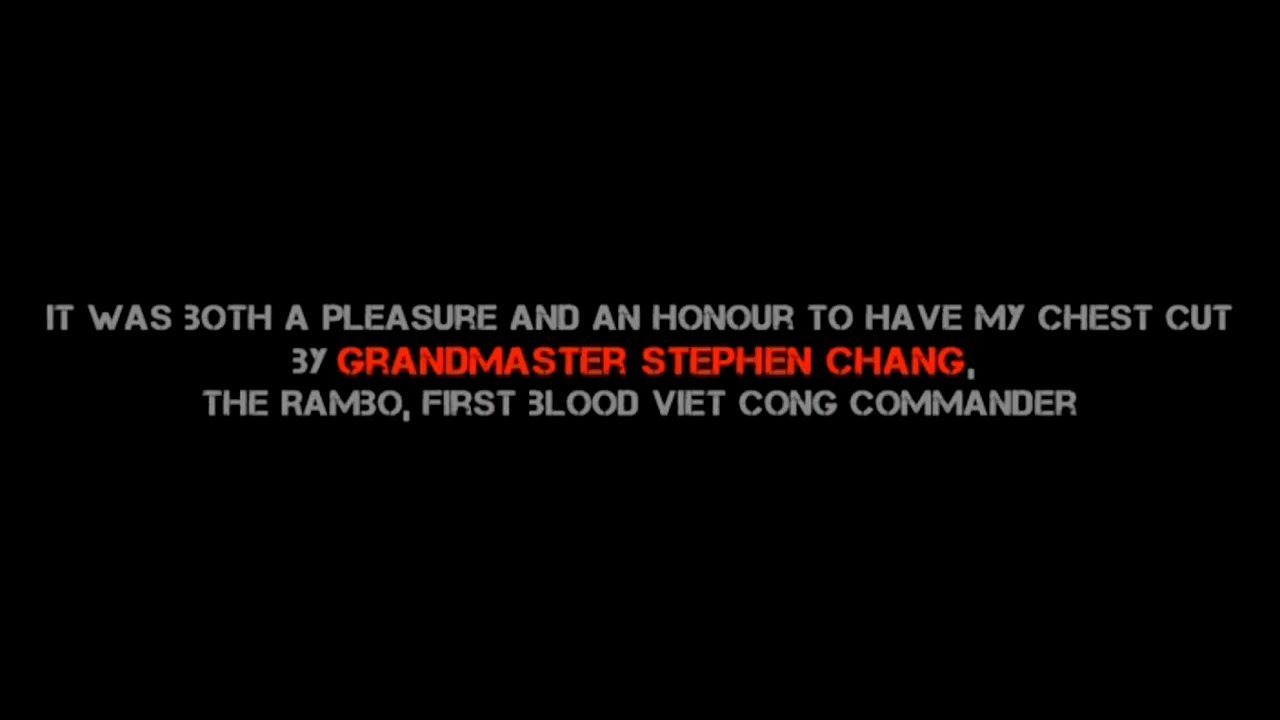 IT WAS BOTH A PLEASURE AND AN HONOUR TO HAVE MY CHEST CUT
BY GRANDMASTER STEPHEN CHANG,
THE RAMBO, FIRST BLOOD VIET CONG COMMANDER